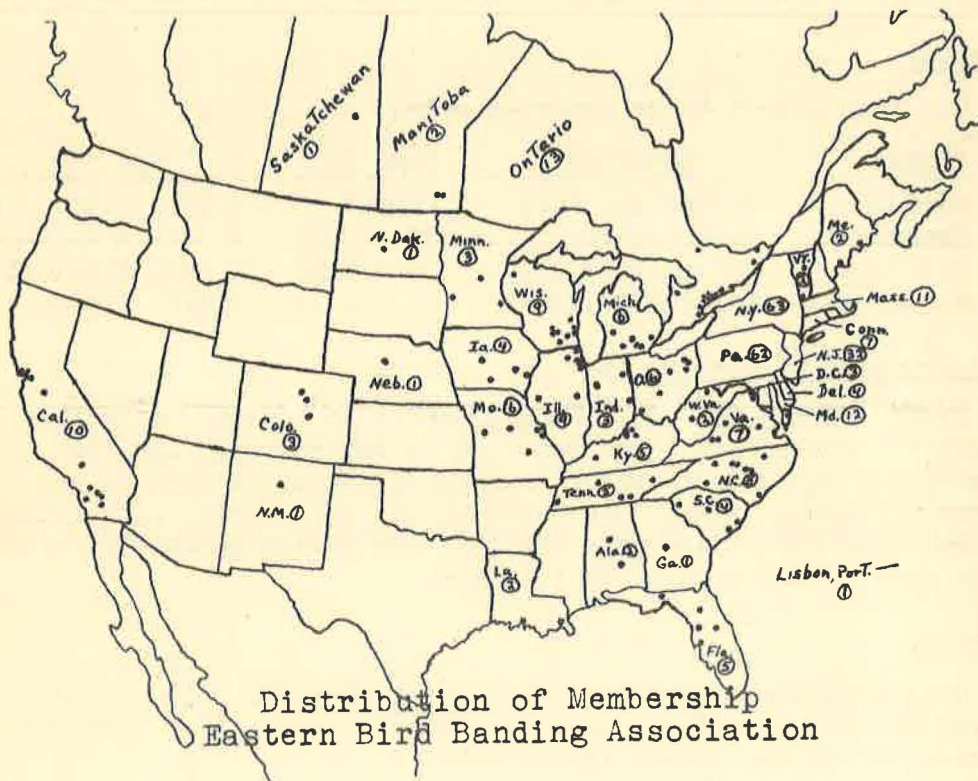 Saskatchewan
①
Manitoba
②
Ontario
⑬
N. Dak.
①
Minn.
③
Wis.
⑨
Mich.
⑥
Me.
②
Vt.
N.Y. 63
Mass. ⑪
Conn.
⑦
Pa. 62
N.J. 33
D.C. ③
Del. ④
Md. ⑫
Neb. ①
Ia. ④
Ill.
⑨
Ind.
O. ⑥
W.Va.
②
Va.
⑦
Cal.
⑩
Colo.
③
Mo. ⑥
Ky. ⑤
Tenn. ⑤
N.C.
S.C. ④
N.M. ①
La.
Ala.
Ga. ①
Fla.
⑤
Lisbon, Port.
①
Distribution of Membership
Eastern Bird Banding Association